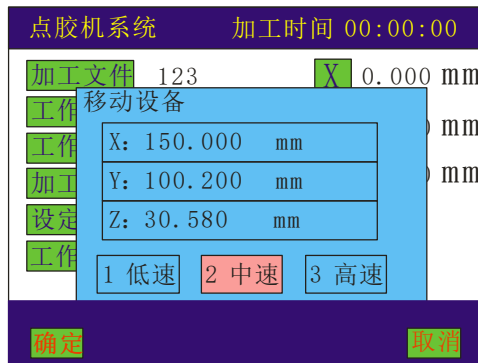 点胶机系统 加工时间 00:00:00
加工文件 123 X 0.000 mm
工作
移动设备
mm
工作
X: 150.000 mm
加工
Y: 100.200 mm
mm
设定
Z: 30.580 mm
工作
1 低速 2 中速 3 高速
确定 取消